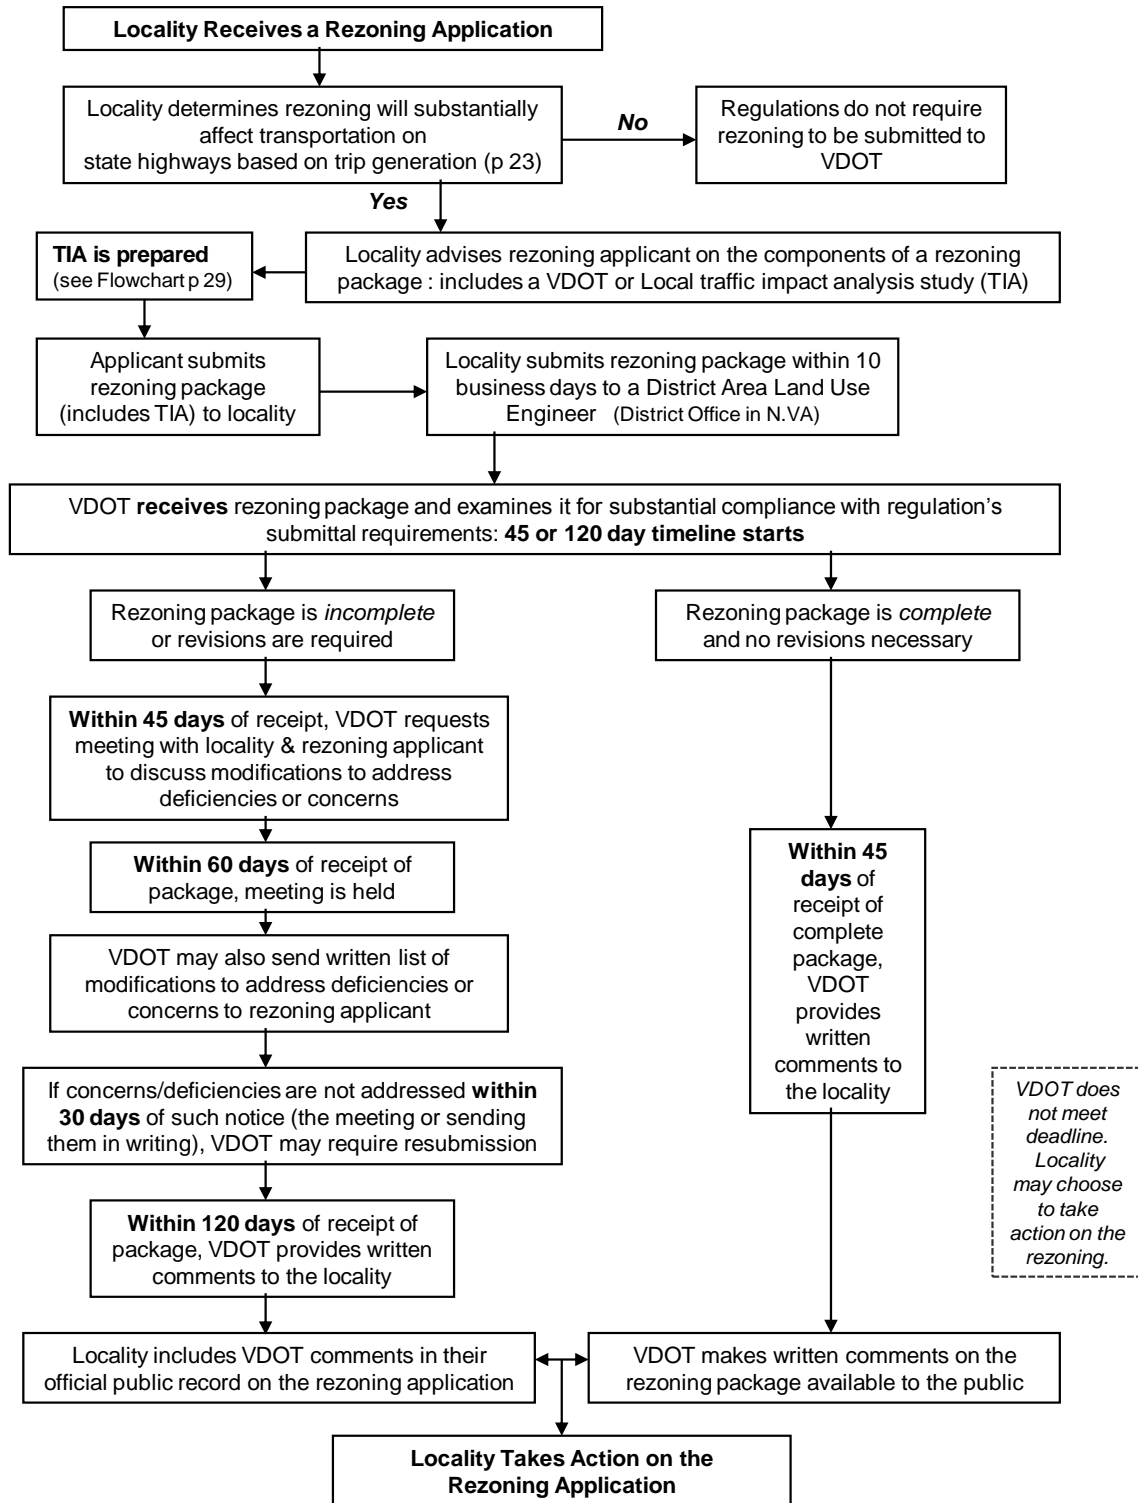 Locality Receives a Rezoning Application
Locality determines rezoning will substantially
affect transportation on
state highways based on trip generation (p 23)
No
Regulations do not require
rezoning to be submitted to
VDOT
Yes
TIA is prepared
(see Flowchart p 29)
Locality advises rezoning applicant on the components of a rezoning
package : includes a VDOT or Local traffic impact analysis study (TIA)
Applicant submits
rezoning package
(includes TIA) to locality
Locality submits rezoning package within 10
business days to a District Area Land Use
Engineer (District Office in N.VA)
VDOT receives rezoning package and examines it for substantial compliance with regulation’s
submittal requirements: 45 or 120 day timeline starts
Rezoning package is incomplete
or revisions are required
Rezoning package is complete
and no revisions necessary
Within 45 days of receipt, VDOT requests
meeting with locality & rezoning applicant
to discuss modifications to address
deficiencies or concerns
Within 60 days of receipt of
package, meeting is held
VDOT may also send written list of
modifications to address deficiencies or
concerns to rezoning applicant
If concerns/deficiencies are not addressed within
30 days of such notice (the meeting or sending
them in writing), VDOT may require resubmission
Within 120 days of receipt of
package, VDOT provides written
comments to the locality
Within 45
days of
receipt of
complete
package,
VDOT
provides
written
comments to
the locality
VDOT does
not meet
deadline.
Locality
may choose
to take
action on the
rezoning.
Locality includes VDOT comments in their
official public record on the rezoning application
VDOT makes written comments on the
rezoning package available to the public
Locality Takes Action on the
Rezoning Application